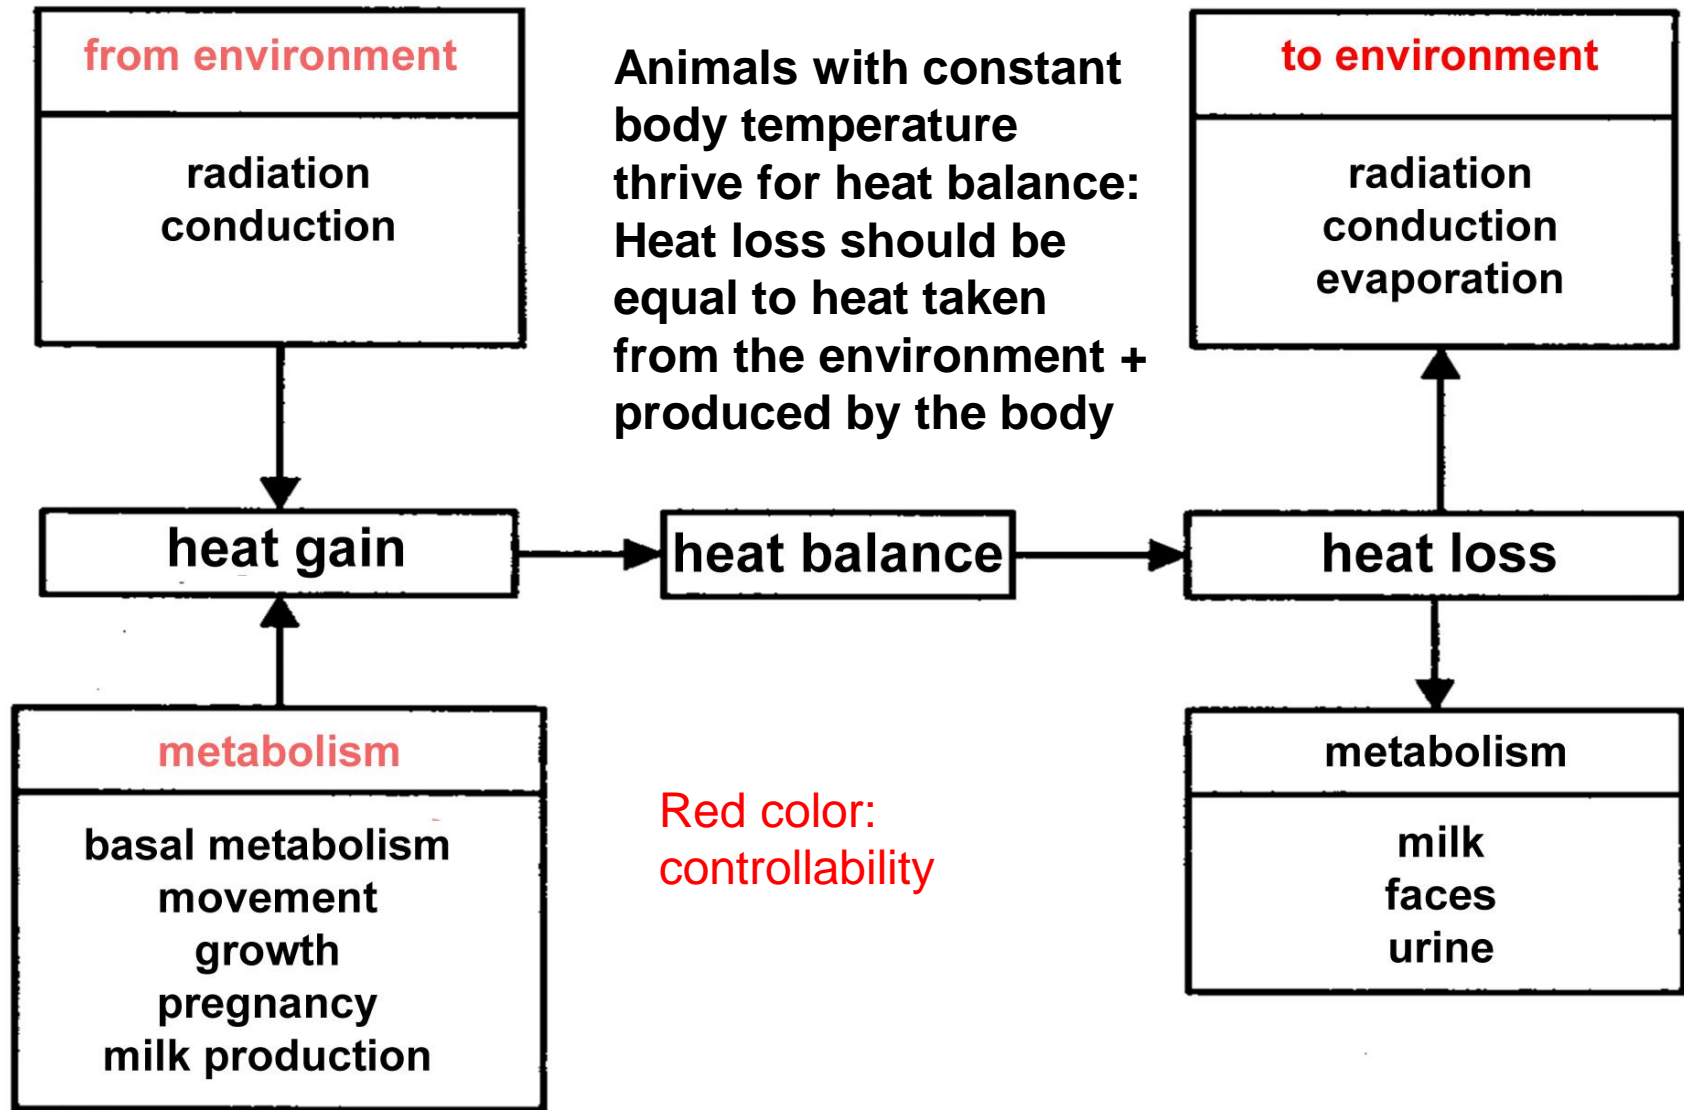 from environment
radiation
conduction
Animals with constant
body temperature
thrive for heat balance:
Heat loss should be
equal to heat taken
from the environment +
produced by the body
to environment
radiation
conduction
evaporation
heat gain
heat balance
heat loss
metabolism
basal metabolism
movement
growth
pregnancy
milk production
Red color:
controllability
metabolism
milk
faces
urine